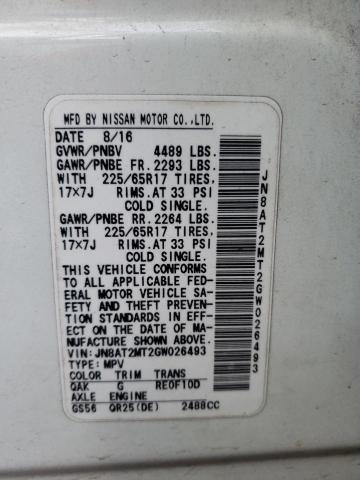 MFD BY NISSAN MOTOR CO.,LTD.
DATE 8/16
GVWR/PNBV 4489 LBS.
GAWR/PNBE FR. 2293 LBS.
WITH 225/65R17 TIRES,
17×7J RIMS.AT 33 PSI
COLD SINGLE.
GAWR/PNBE RR. 2264 LBS.
WITH 225/65R17 TIRES,
17×7J RIMS.AT 33 PSI
COLD SINGLE.
THIS VEHICLE CONFORMS
TO ALL APPLICABLE FED-
ERAL MOTOR VEHICLE SA-
FETY AND THEFT PREVEN-
TION STANDARDS IN EFF-
ECT ON THE DATE OF MA-
NUFACTURE SHOWN ABOVE.
VIN: JN8AT2MT2GW026493
TYPE: MPV
COLOR TRIM TRANS
QAK G RE0F10D
AXLE ENGINE
GS56 QR25(DE) 2488CC
JN8AT2MT2GW026493